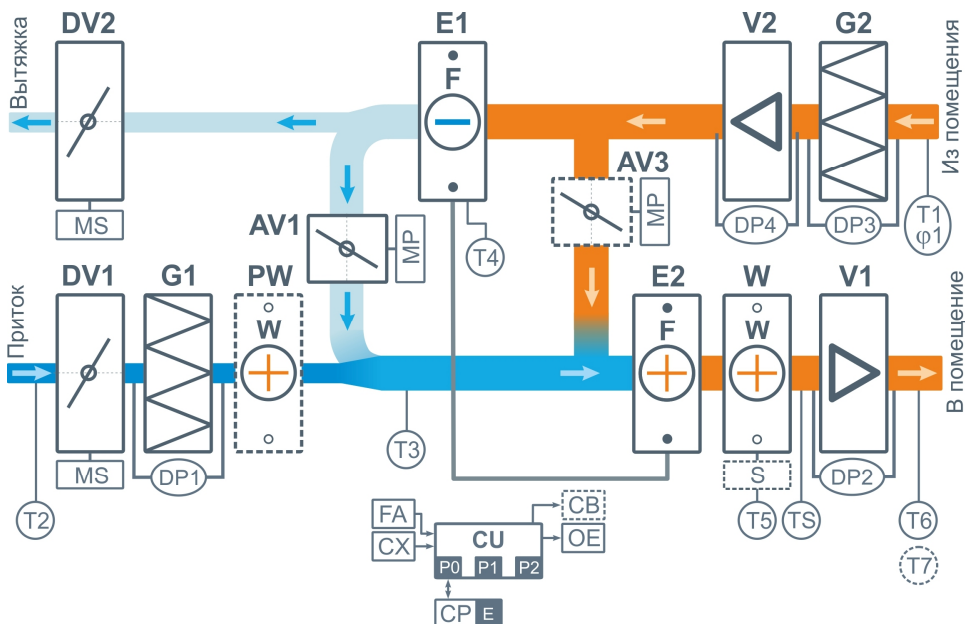 DV2
E1
V2
G2
Вытяжка
F
Из помещения
AV3
MS
AV1
MP
T4
MP
DP4
DP3
T1
φ1
DV1
G1
PW
E2
W
V1
Приток
W
F
W
В помещение
MS
DP1
T3
S
DP2
T2
T5
TS
T6
T7
FA
CX
CU
CB
OE
P0
P1
P2
CP
E